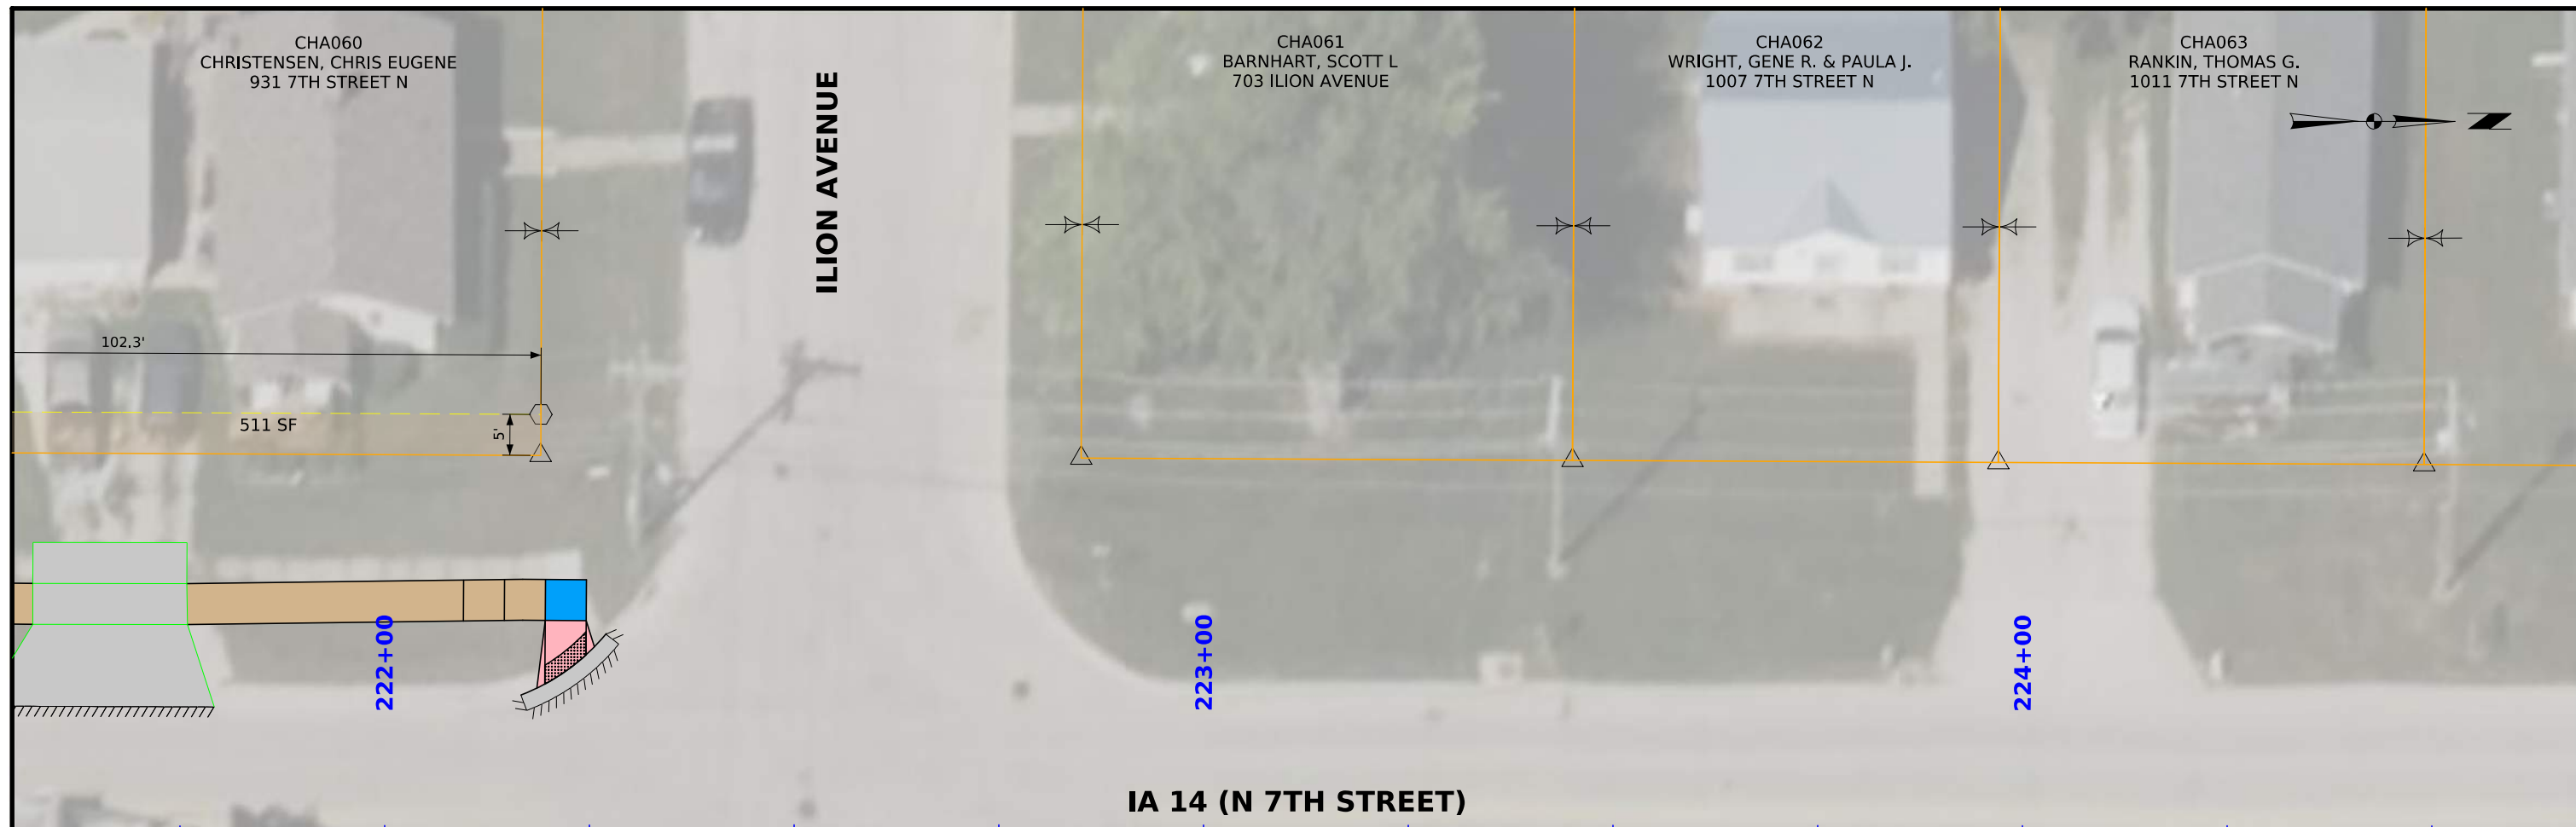 CHA060
CHRISTENSEN, CHRIS EUGENE
931 7TH STREET N
CHA061
BARNHART, SCOTT L
703 ILION AVENUE
CHA062
WRIGHT, GENE R. & PAULA J.
1007 7TH STREET N
CHA063
RANKIN, THOMAS G.
1011 7TH STREET N
ILION AVENUE
102.3'
511 SF
5'
222+00
223+00
224+00
IA 14 (N 7TH STREET)